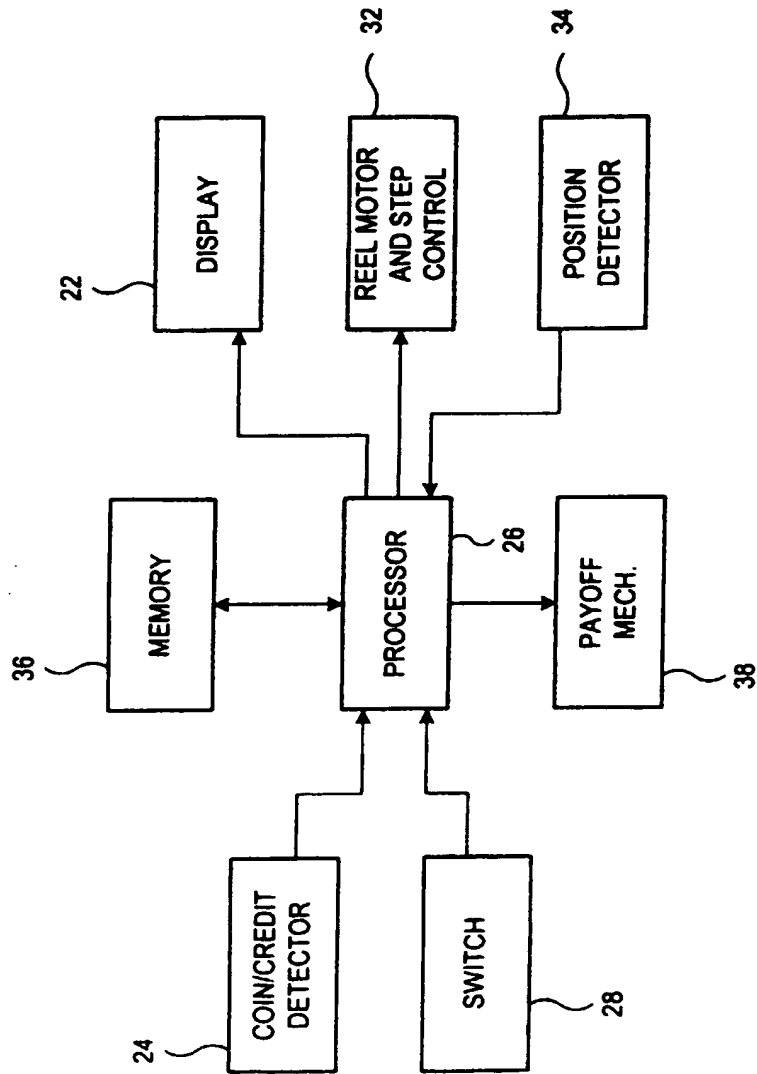 36
MEMORY
22
DISPLAY
24
COIN/CREDIT
DETECTOR
PROCESSOR
26
REEL MOTOR
AND STEP
CONTROL
32
SWITCH
28
PAYOFF
MECH.
38
POSITION
DETECTOR
34